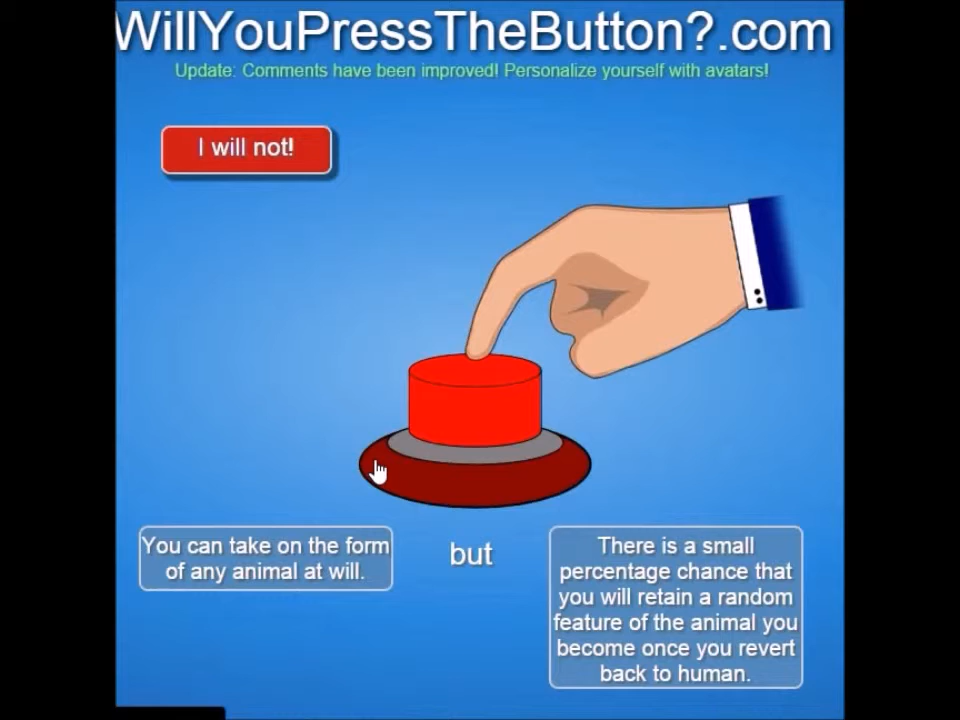 WillYouPressTheButton?.com
Update: Comments have been improved! Personalize yourself with avatars!
I will not!
You can take on the form
of any animal at will.
but
There is a small
percentage chance that
you will retain a random
feature of the animal you
become once you revert
back to human.